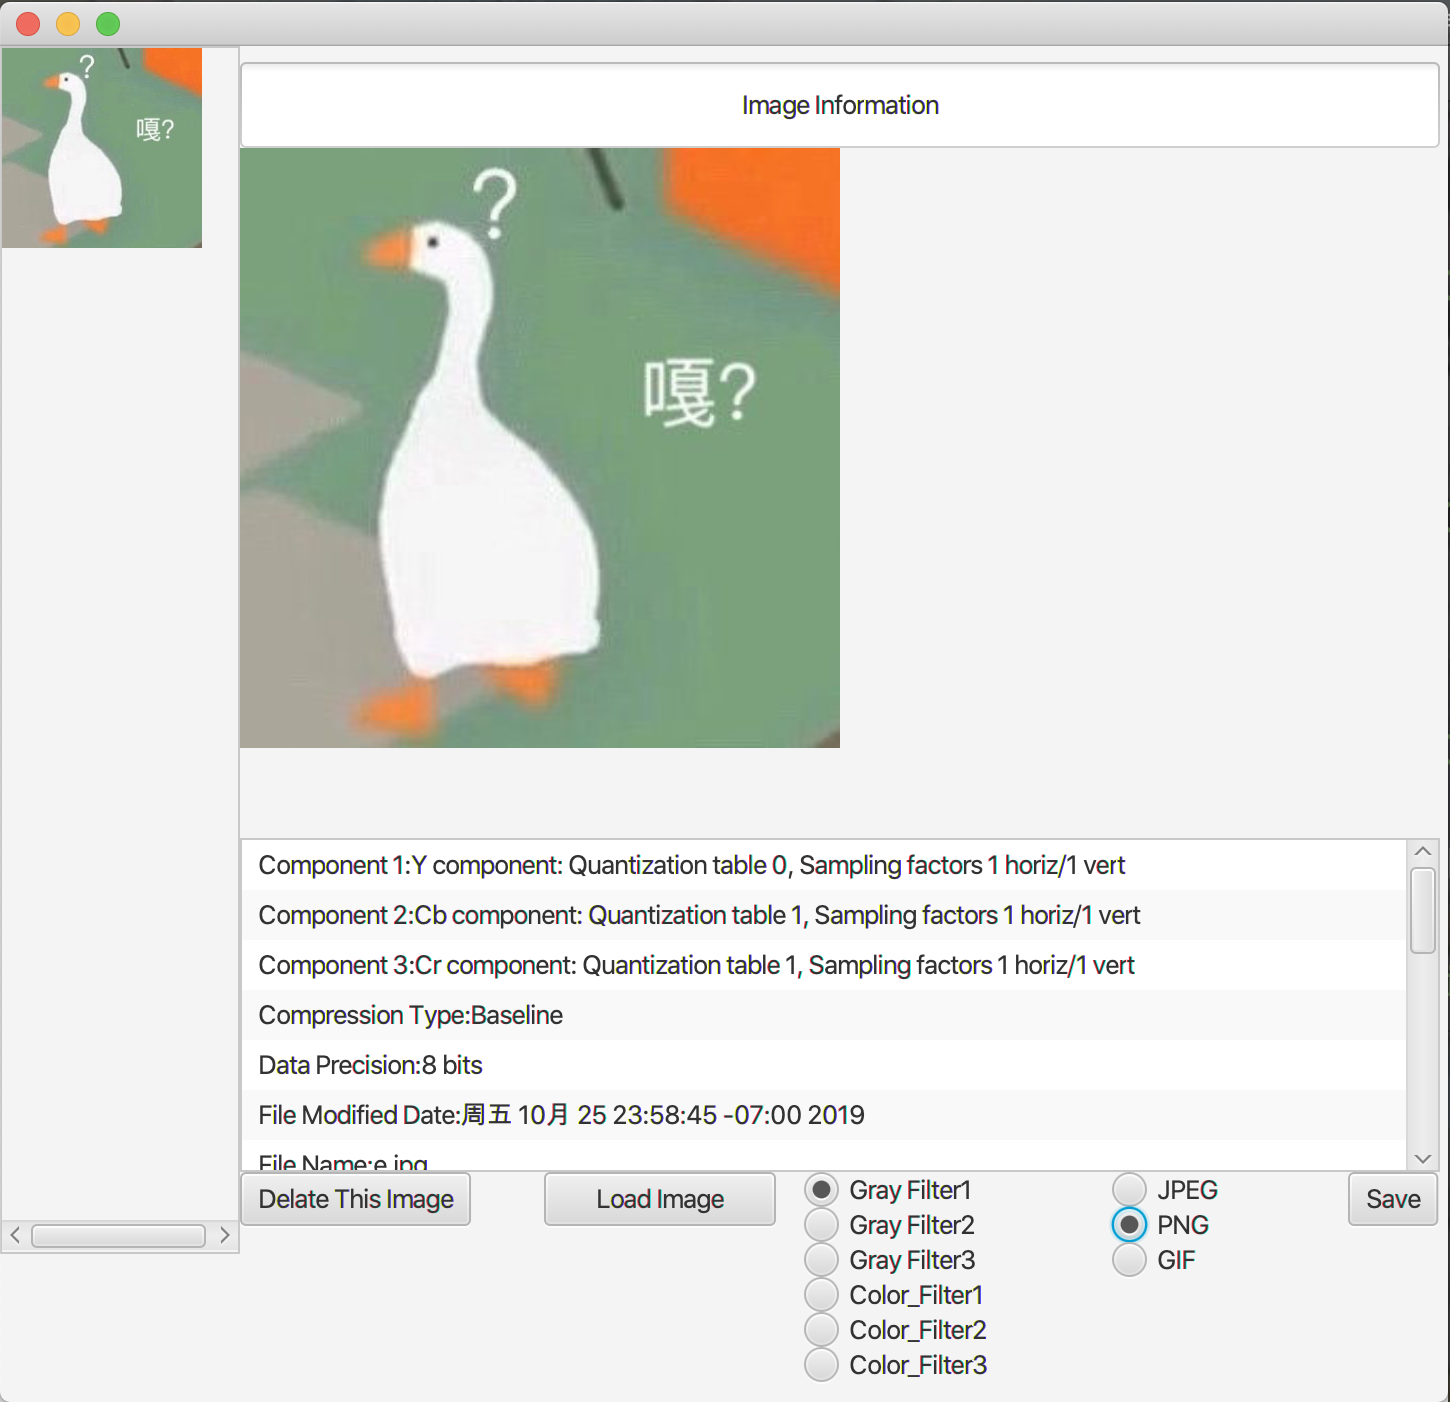 ?
嘎?
Image Information
?
嘎?
Component 1:Y component: Quantization table 0, Sampling factors 1 horiz/1 vert
Component 2:Cb component: Quantization table 1, Sampling factors 1 horiz/1 vert
Component 3:Cr component: Quantization table 1, Sampling factors 1 horiz/1 vert
Compression Type:Baseline
Data Precision:8 bits
File Modified Date:周五 10月 25 23:58:45 -07:00 2019
File Name:e.jpg
Delate This Image
Load Image
Gray Filter1
Gray Filter2
Gray Filter3
Color_Filter1
Color_Filter2
Color_Filter3
JPEG
PNG
GIF
Save